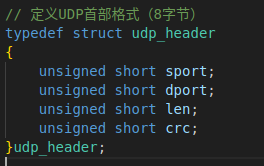 // 定义UDP首部格式（8字节）
typedef struct udp_header
{
    unsigned short sport;
    unsigned short dport;
    unsigned short len;
    unsigned short crc;
}udp_header;